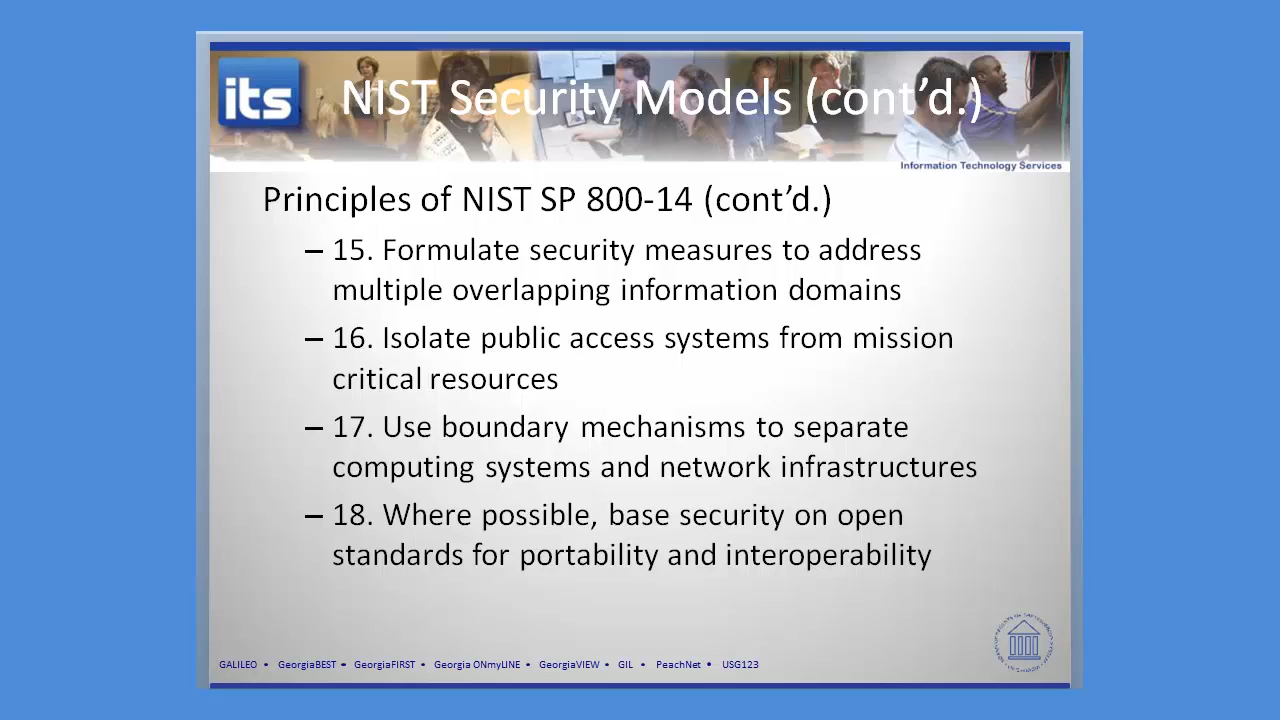 its
NIST Security Models (cont’d.)
Information Technology Services
Principles of NIST SP 800-14 (cont’d.)
– 15. Formulate security measures to address
multiple overlapping information domains
– 16. Isolate public access systems from mission
critical resources
– 17. Use boundary mechanisms to separate
computing systems and network infrastructures
– 18. Where possible, base security on open
standards for portability and interoperability
GALILEO • GeorgiaBEST • GeorgiaFIRST • Georgia ONmyLINE • GeorgiaVIEW • GIL • PeachNet • USG123